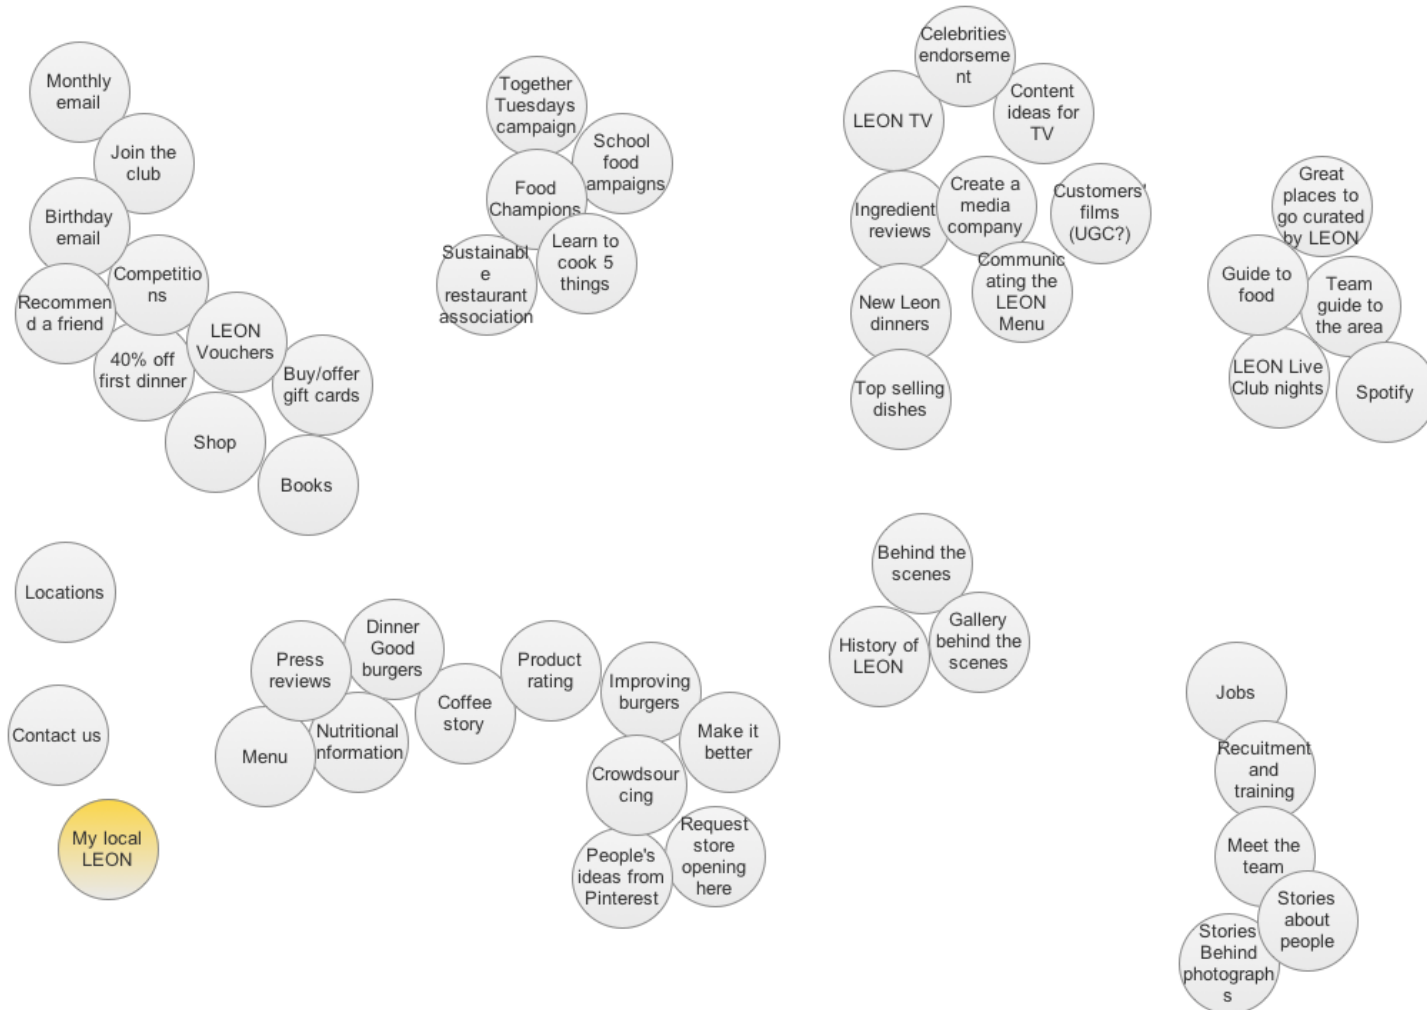 Monthly
email
Join the
club
Birthday
email
Competitio
ns
Recommen
d a friend
LEON
Vouchers
40% off
first dinner
Buy/offer
gift cards
Shop
Books
Together
Tuesdays
campaign
School
food
ampaigns
Food
Champions
Learn to
cook 5
things
Sustainabl
e
restaurant
association
Celebrities
endorseme
nt
LEON TV
Content
ideas for
TV
Ingredient
reviews
Create a
media
company
Customers'
films
(UGC?)
Communic
ating the
LEON
Menu
New Leon
dinners
Top selling
dishes
Great
places to
go curated
by LEON
Guide to
food
Team
guide to
the area
LEON Live
Club nights
Spotify
Locations
Contact us
My local
LEON
Press
reviews
Dinner
Good
burgers
Menu
Nutritional
nformation
Coffee
story
Product
rating
Improving
burgers
Make it
better
Crowdsour
cing
People's
ideas from
Pinterest
Request
store
opening
here
Behind the
scenes
History of
LEON
Gallery
behind the
scenes
Jobs
Recuitment
and
training
Meet the
team
Stories
about
people
Stories
Behind
photograph
s